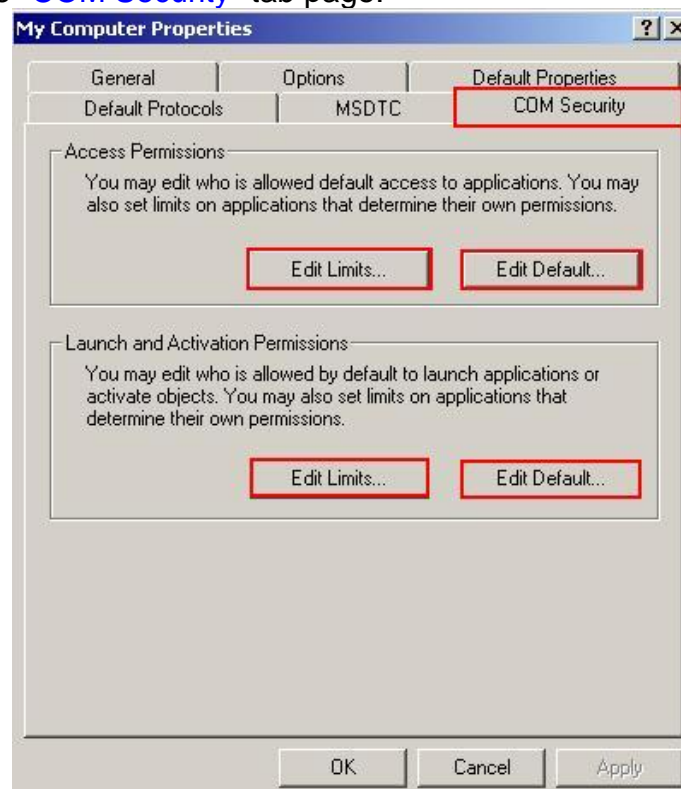 "COM Security" tab page.
My Computer Properties
? X
General Options Default Properties
Default Protocols MSDTC COM Security
Access Permissions
You may edit who is allowed default access to applications. You may
also set limits on applications that determine their own permissions.
Edit Limits... Edit Default...
Launch and Activation Permissions
You may edit who is allowed by default to launch applications or
activate objects. You may also set limits on applications that
determine their own permissions.
Edit Limits... Edit Default...
OK Cancel Apply